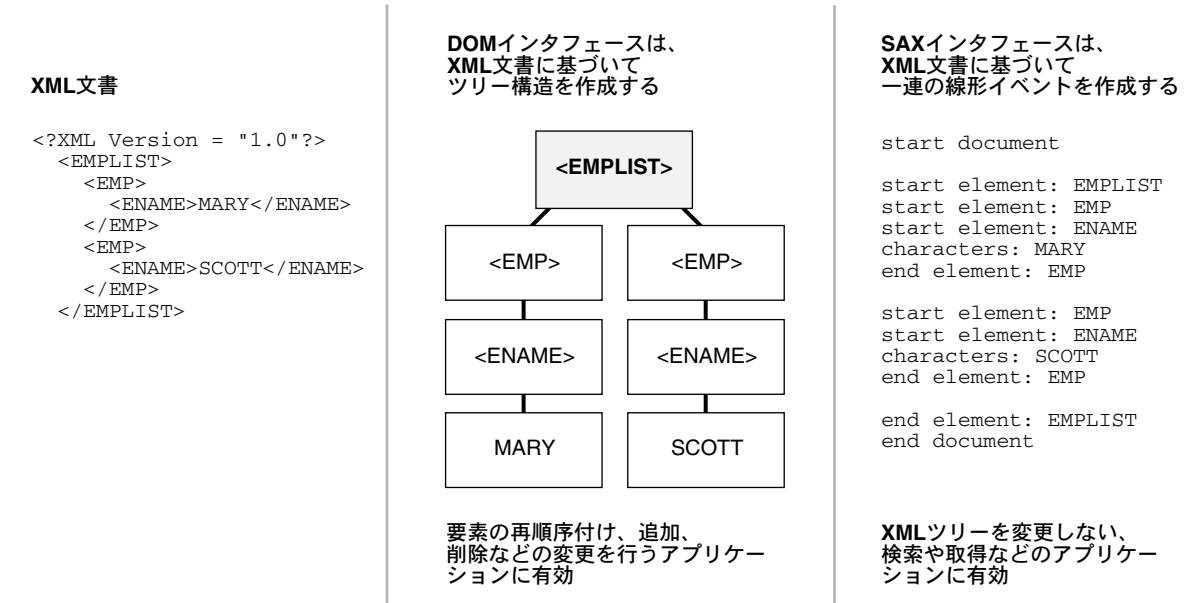 XML文書
<?XML Version = "1.0"?>
<EMPLIST>
<EMP>
<ENAME>MARY</ENAME>
</EMP>
<EMP>
<ENAME>SCOTT</ENAME>
</EMP>
</EMPLIST>
DOMインタフェースは、
XML文書に基づいて
ツリー構造を作成する
<EMPLIST>
<EMP>
<EMP>
<ENAME>
<ENAME>
MARY
SCOTT
要素の再順序付け、追加、
削除などの変更を行うアプリケー
ションに有効
SAXインタフェースは、
XML文書に基づいて
一連の線形イベントを作成する
start document
start element: EMPLIST
start element: EMP
start element: ENAME
characters: MARY
end element: EMP
start element: EMP
start element: ENAME
characters: SCOTT
end element: EMP
end element: EMPLIST
end document
XMLツリーを変更しない、
検索や取得などのアプリケー
ションに有効